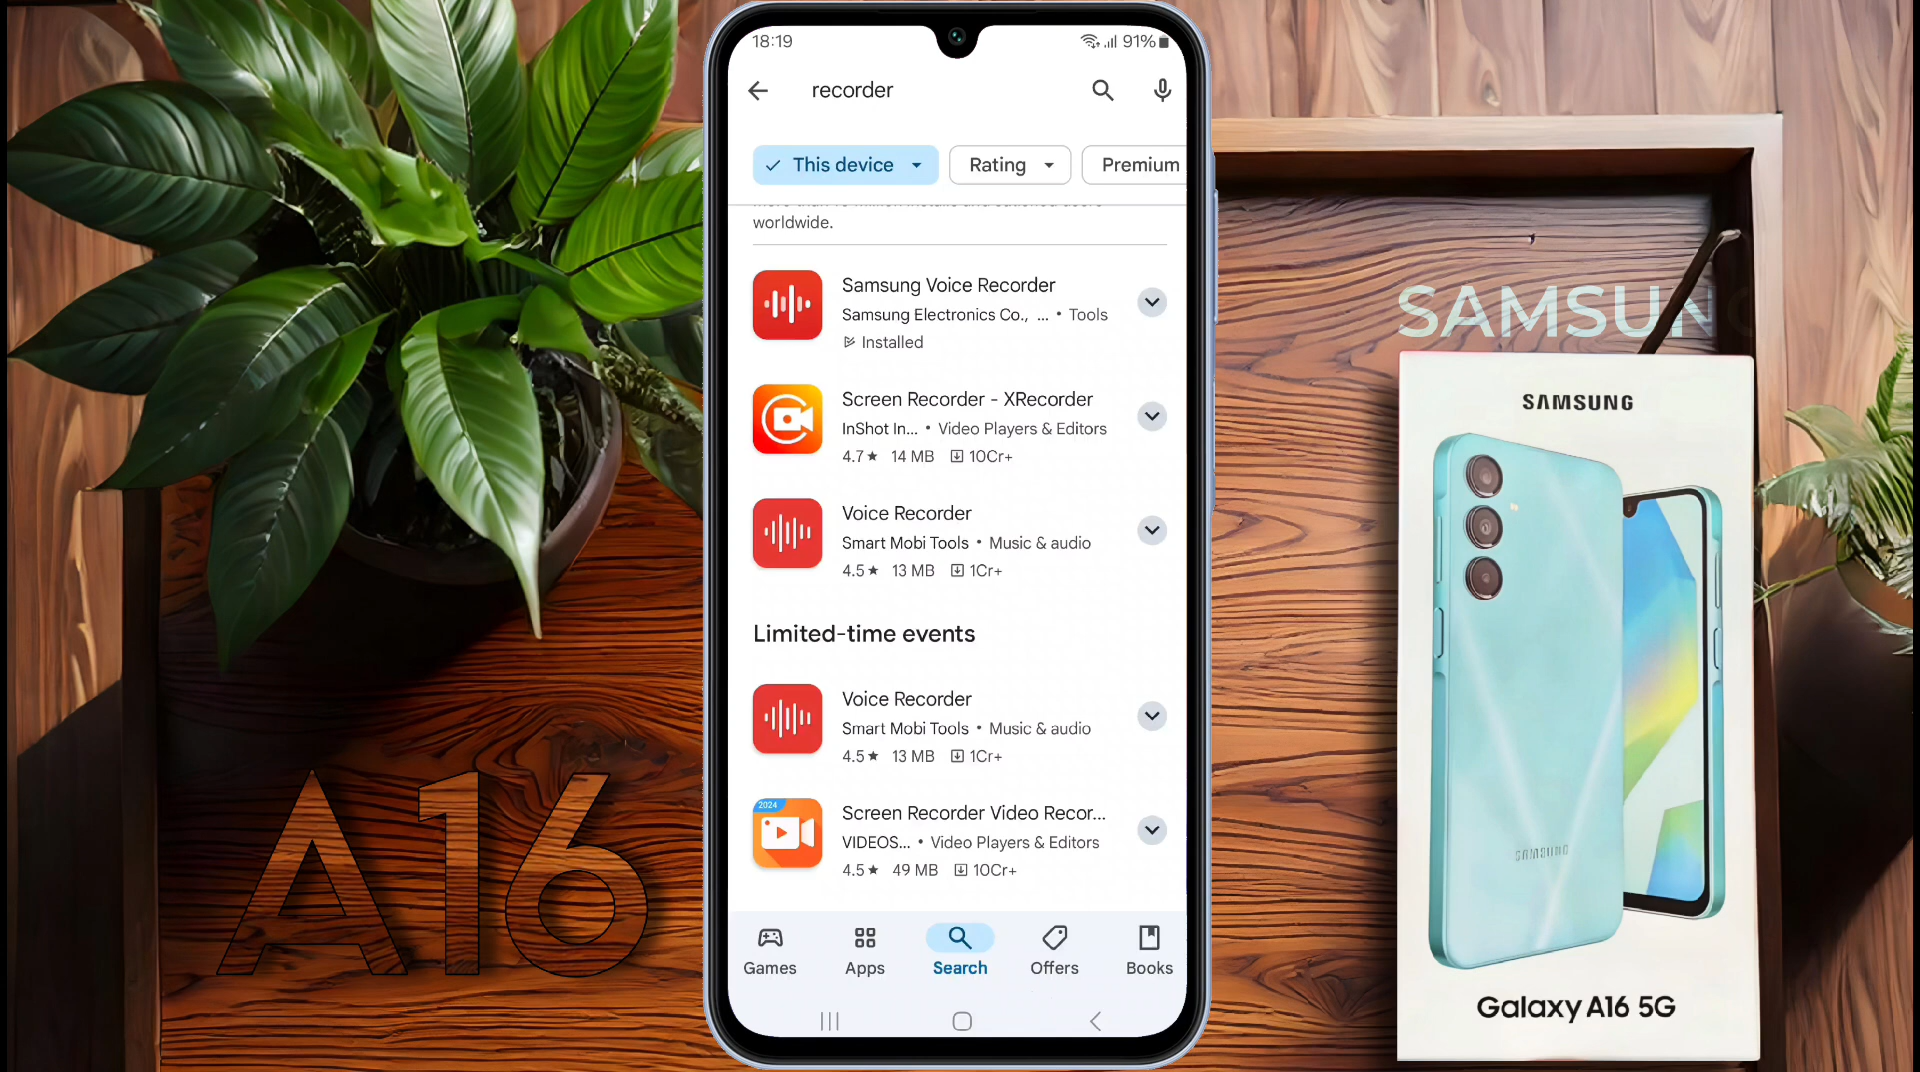 18:19
91%
recorder
This device
Rating
Premium
worldwide.
Samsung Voice Recorder
Samsung Electronics Co., ... • Tools
Installed
Screen Recorder - XRecorder
InShot In... • Video Players & Editors
4.7★ 14 MB 10Cr+
Voice Recorder
Smart Mobi Tools • Music & audio
4.5★ 13 MB 1Cr+
Limited-time events
Voice Recorder
Smart Mobi Tools • Music & audio
4.5★ 13 MB 1Cr+
2024
Screen Recorder Video Recor...
VIDEOS... • Video Players & Editors
4.5★ 49 MB 10Cr+
Games
Apps
Search
Offers
Books
A16
SAMSUNG
SAMSUNG
SAMSUNG
Galaxy A16 5G